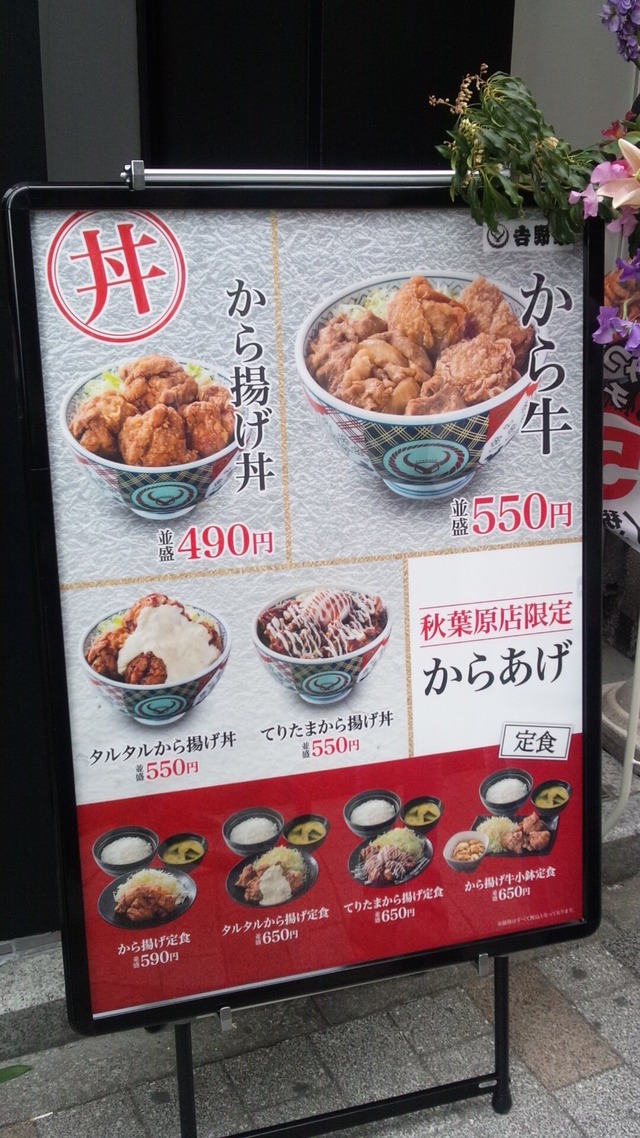 丼
から揚げ丼
並盛490円
吉野
から牛
並盛550円
タルタルから揚げ丼
並盛550円
てりたまから揚げ丼
並盛550円
秋葉原店限定
からあげ
定食
から揚げ定食
並盛590円
タルタルから揚げ定食
並盛650円
てりたまから揚げ定食
並盛650円
から揚げ牛小鉢定食
並盛650円